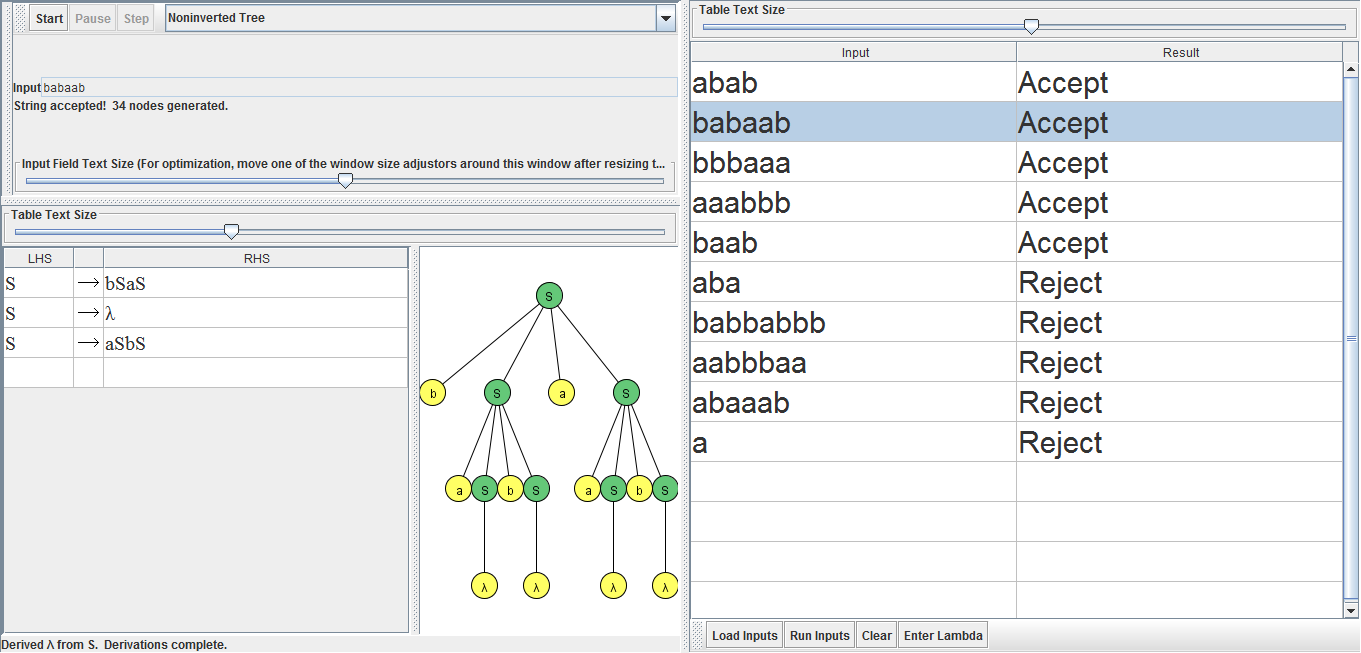 Start Pause Step Noninverted Tree
Input babaab
String accepted! 34 nodes generated.
Input Field Text Size (For optimization, move one of the window size adjustors around this window after resizing t...
Table Text Size
LHS RHS
S → bSaS
S → λ
S → aSbS
S
b S a S
a S b S a S b S
λ λ λ λ
Derived λ from S. Derivations complete.
Table Text Size
Input Result
abab Accept
babaab Accept
bbbaaa Accept
aaabbb Accept
baab Accept
aba Reject
babbabbb Reject
aabbbaa Reject
abaaab Reject
a Reject
Load Inputs Run Inputs Clear Enter Lambda